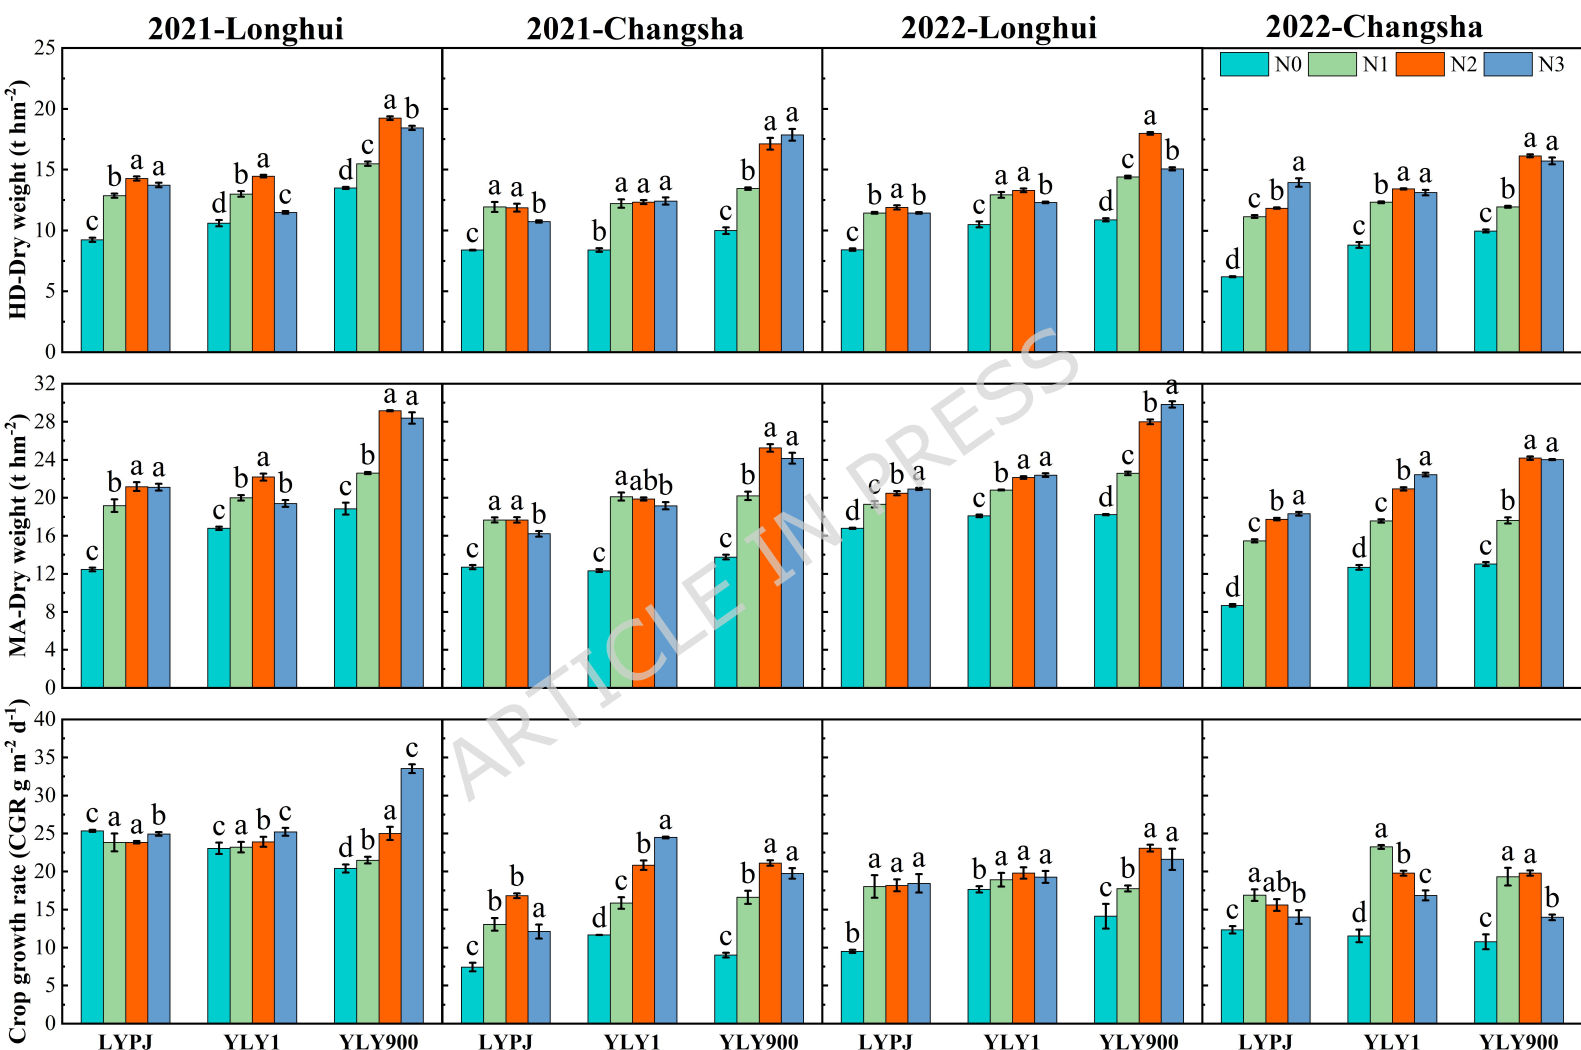 2021-Longhui 2021-Changsha 2022-Longhui 2022-Changsha
N0 N1 N2 N3
HD-Dry weight (t hm-2)
25
20
15
10
5
0
c b a a d b a c d c a b
c a a b b a a a c b a a
c b a b c a a b d c a b
d c b a c b a a c b a a
MA-Dry weight (t hm-2)
32
28
24
20
16
12
8
4
0
c b a a c b a b c b a a
c a a b c a ab b c b a a
d c b a c b a a d c b a
d c b a d c b a c b a a
Crop growth rate (CGR g m-2 d-1)
40
35
30
25
20
15
10
5
0
c a a b c a b c d b a c
c b b a d c b a c b a a
b a a a b a a a c b a a
c a ab b d a b c c a a b
LYPJ YLY1 YLY900 LYPJ YLY1 YLY900 LYPJ YLY1 YLY900 LYPJ YLY1 YLY900
ARTICLE IN PRESS